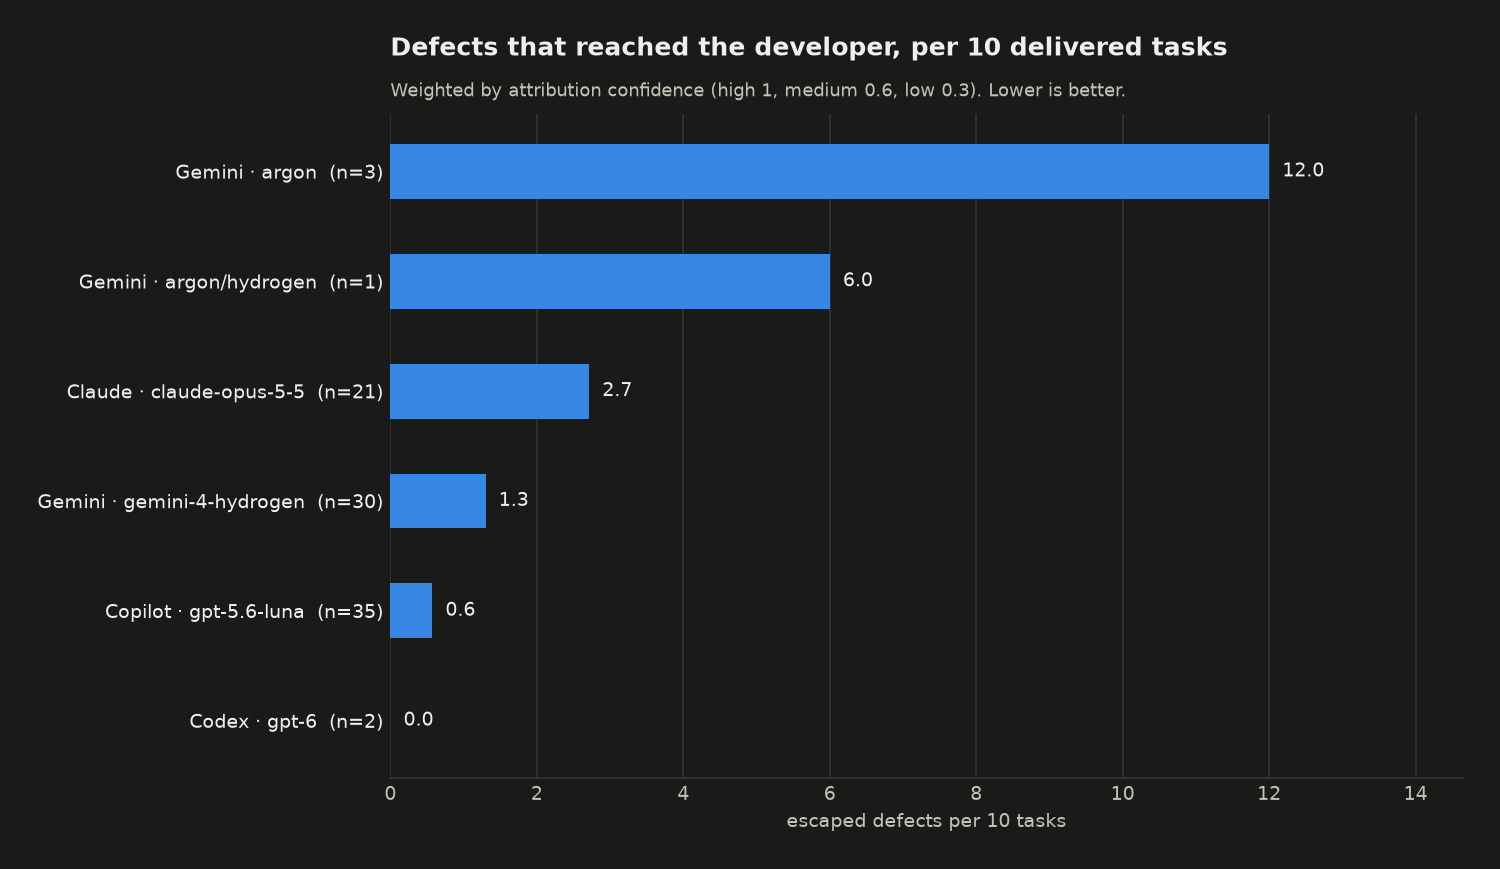 Defects that reached the developer, per 10 delivered tasks
Weighted by attribution confidence (high 1, medium 0.6, low 0.3). Lower is better.
Gemini · argon (n=3) 12.0
Gemini · argon/hydrogen (n=1) 6.0
Claude · claude-opus-5-5 (n=21) 2.7
Gemini · gemini-4-hydrogen (n=30) 1.3
Copilot · gpt-5.6-luna (n=35) 0.6
Codex · gpt-6 (n=2) 0.0
0 2 4 6 8 10 12 14
escaped defects per 10 tasks